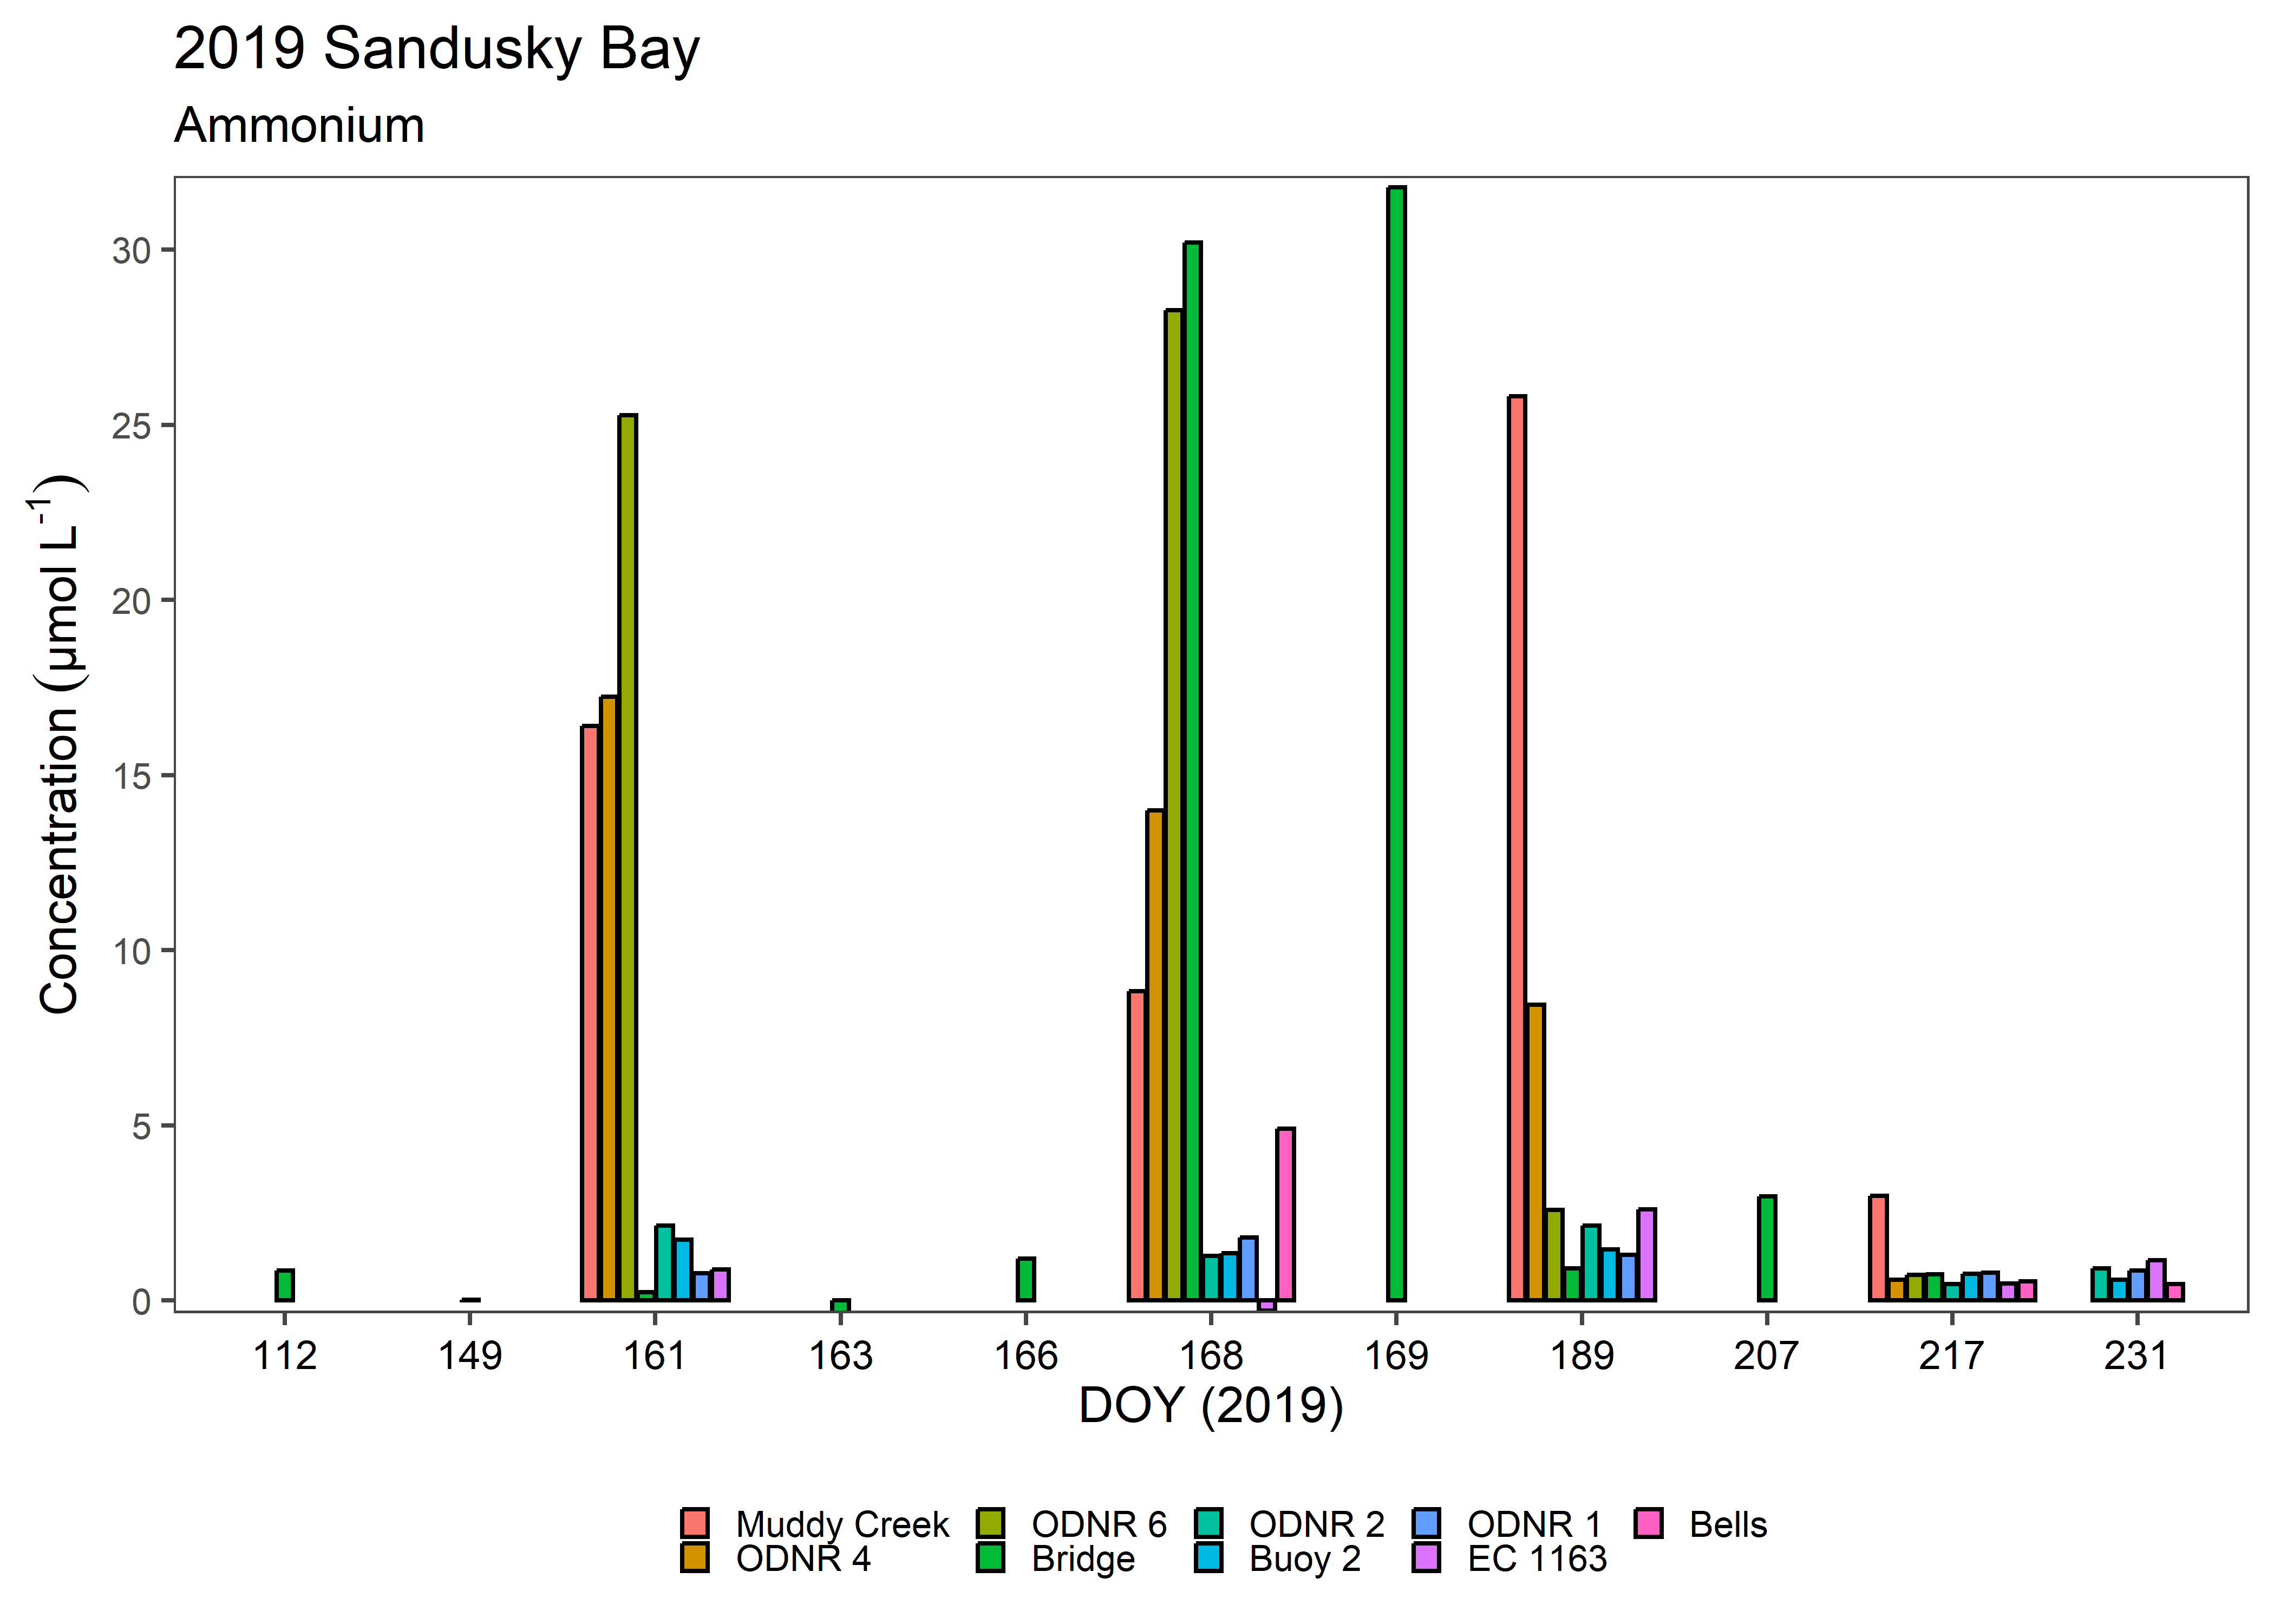 2019 Sandusky Bay
Ammonium
Concentration (µmol L⁻¹)
30
25
20
15
10
5
0
112 149 161 163 166 168 169 189 207 217 231
DOY (2019)
Muddy Creek ODNR 6 ODNR 2 ODNR 1 Bells
ODNR 4 Bridge Buoy 2 EC 1163